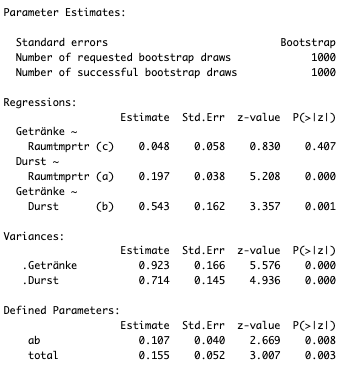 Parameter Estimates:
Standard errors Bootstrap
Number of requested bootstrap draws 1000
Number of successful bootstrap draws 1000
Regressions:
Estimate Std.Err z-value P(>|z|)
Getränke ~
Raumtmprtr (c) 0.048 0.058 0.830 0.407
Durst ~
Raumtmprtr (a) 0.197 0.038 5.208 0.000
Getränke ~
Durst (b) 0.543 0.162 3.357 0.001
Variances:
Estimate Std.Err z-value P(>|z|)
.Getränke 0.923 0.166 5.576 0.000
.Durst 0.714 0.145 4.936 0.000
Defined Parameters:
Estimate Std.Err z-value P(>|z|)
ab 0.107 0.040 2.669 0.008
total 0.155 0.052 3.007 0.003